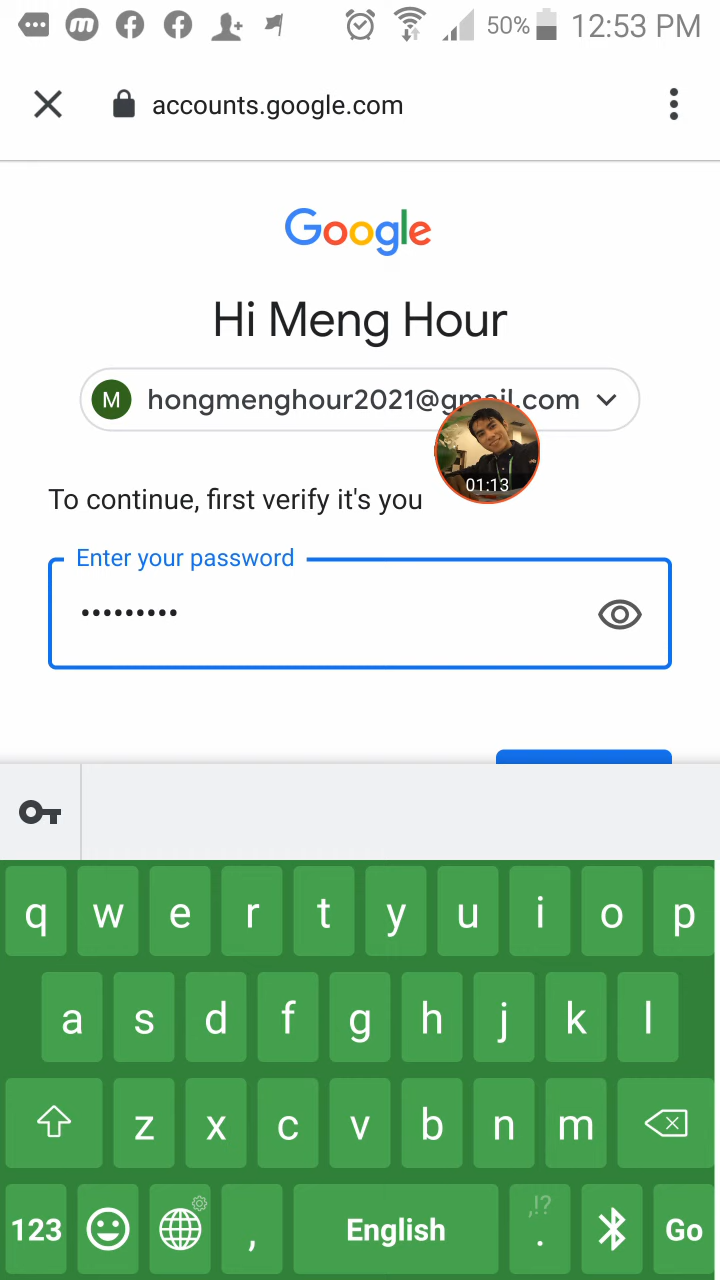 50% 12:53 PM
accounts.google.com
Google
Hi Meng Hour
M hongmenghour2021@gmail.com
01:13
To continue, first verify it's you
Enter your password
•••••••••
q w e r t y u i o p
a s d f g h j k l
z x c v b n m
,!?
123 , English . Go